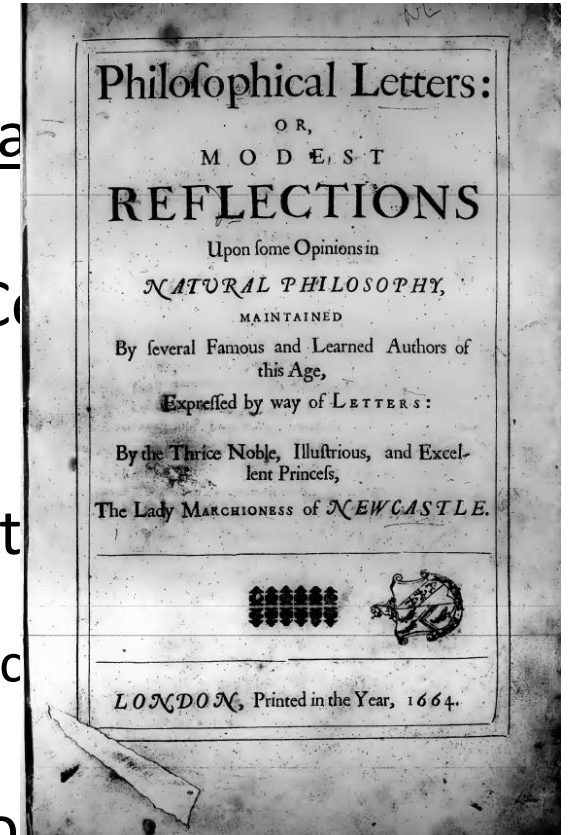 Philoſophical Letters:
OR,
MODEST
REFLECTIONS
Upon ſome Opinions in
NATURAL PHILOSOPHY,
MAINTAINED
By ſeveral Famous and Learned Authors of
this Age,
Expreſſed by way of LETTERS:
By the Thrice Noble, Illuſtrious, and Excel-
lent Princeſs,
The Lady MARCHIONESS of NEWCASTLE.
LONDON, Printed in the Year, 1664.